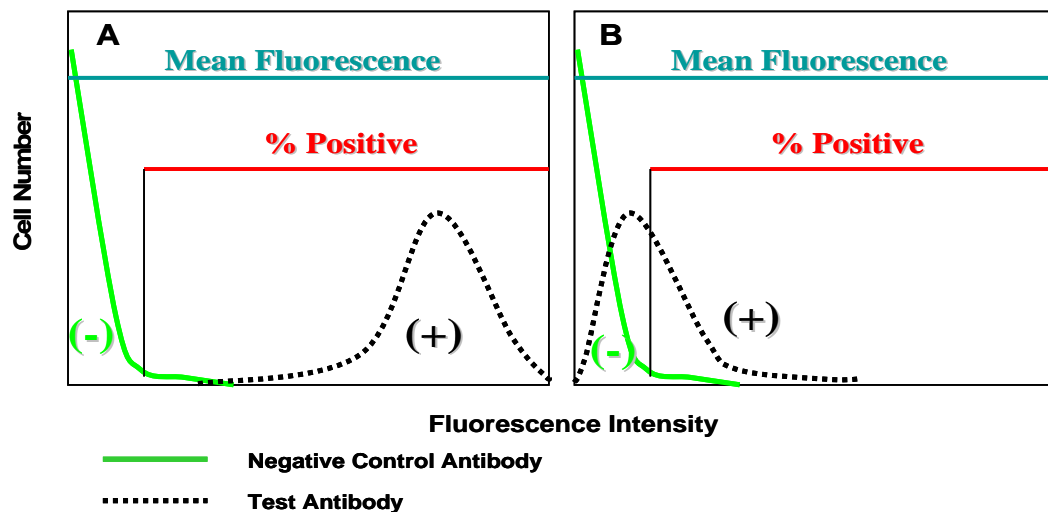 A
Mean Fluorescence
% Positive
(-)
(+)
B
Mean Fluorescence
% Positive
(-)
(+)
Cell Number
Fluorescence Intensity
Negative Control Antibody
Test Antibody